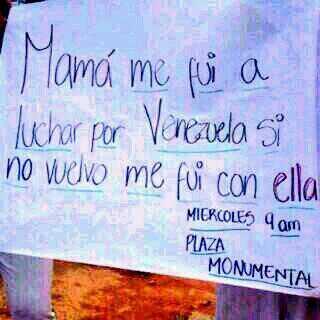 Mamá me fui a
luchar por Venezuela si
no vuelvo me fui con ella
MIERCOLES 9 am
PLAZA
MONUMENTAL